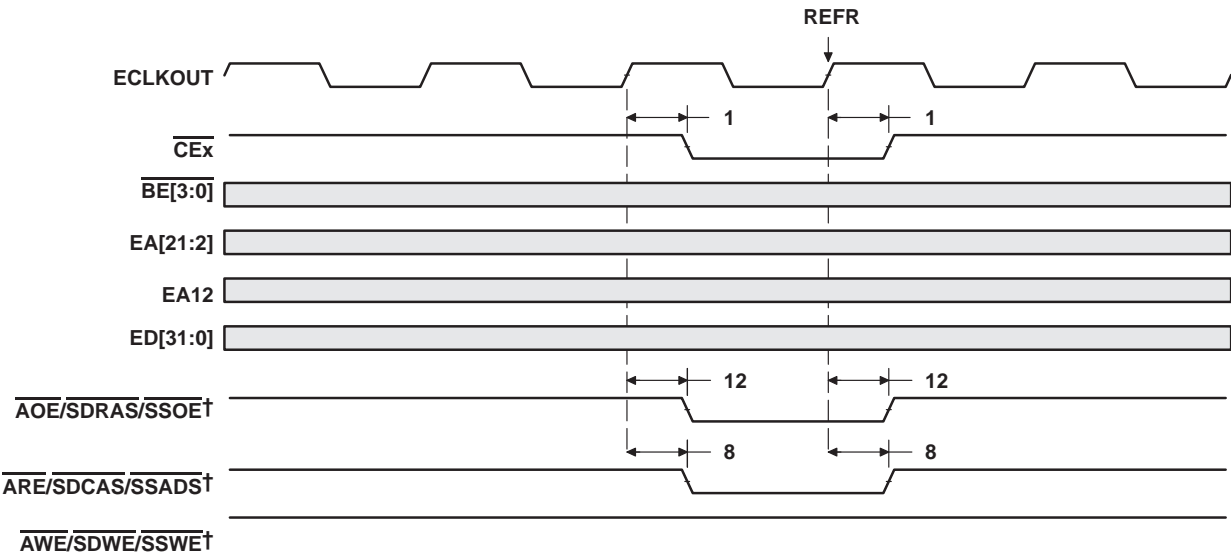 REFR
ECLKOUT
1 1
CEx
BE[3:0]
EA[21:2]
EA12
ED[31:0]
12 12
AOE/SDRAS/SSOE†
8 8
ARE/SDCAS/SSADS†
AWE/SDWE/SSWE†